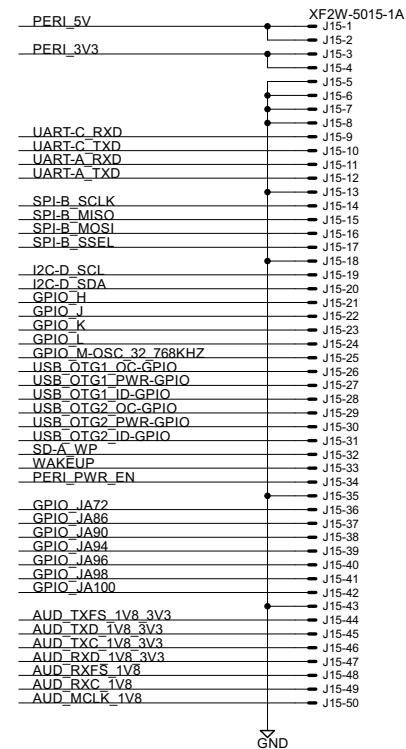 XF2W-5015-1A
PERI_5V J15-1
J15-2
PERI_3V3 J15-3
J15-4
J15-5
J15-6
J15-7
J15-8
UART-C_RXD J15-9
UART-C_TXD J15-10
UART-A_RXD J15-11
UART-A_TXD J15-12
J15-13
SPI-B_SCLK J15-14
SPI-B_MISO J15-15
SPI-B_MOSI J15-16
SPI-B_SSEL J15-17
J15-18
I2C-D_SCL J15-19
I2C-D_SDA J15-20
GPIO_H J15-21
GPIO_J J15-22
GPIO_K J15-23
GPIO_L J15-24
GPIO_M-OSC_32_768KHZ J15-25
USB_OTG1_OC-GPIO J15-26
USB_OTG1_PWR-GPIO J15-27
USB_OTG1_ID-GPIO J15-28
USB_OTG2_OC-GPIO J15-29
USB_OTG2_PWR-GPIO J15-30
USB_OTG2_ID-GPIO J15-31
SD-A_WP J15-32
WAKEUP J15-33
PERI_PWR_EN J15-34
J15-35
GPIO_JA72 J15-36
GPIO_JA86 J15-37
GPIO_JA90 J15-38
GPIO_JA94 J15-39
GPIO_JA96 J15-40
GPIO_JA98 J15-41
GPIO_JA100 J15-42
J15-43
AUD_TXFS_1V8_3V3 J15-44
AUD_TXD_1V8_3V3 J15-45
AUD_TXC_1V8_3V3 J15-46
AUD_RXD_1V8_3V3 J15-47
AUD_RXFS_1V8 J15-48
AUD_RXC_1V8 J15-49
AUD_MCLK_1V8 J15-50
GND